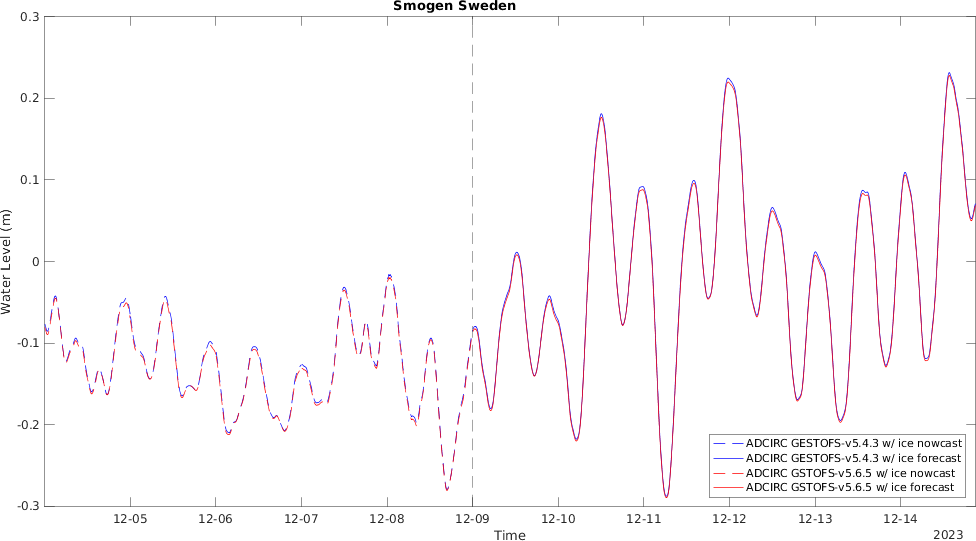 Smogen Sweden
0.3
0.2
0.1
0
-0.1
-0.2
-0.3
Water Level (m)
12-05
12-06
12-07
12-08
12-09
12-10
12-11
12-12
12-13
12-14
Time
2023
ADCIRC GESTOFS-v5.4.3 w/ ice nowcast
ADCIRC GESTOFS-v5.4.3 w/ ice forecast
ADCIRC GSTOFS-v5.6.5 w/ ice nowcast
ADCIRC GSTOFS-v5.6.5 w/ ice forecast